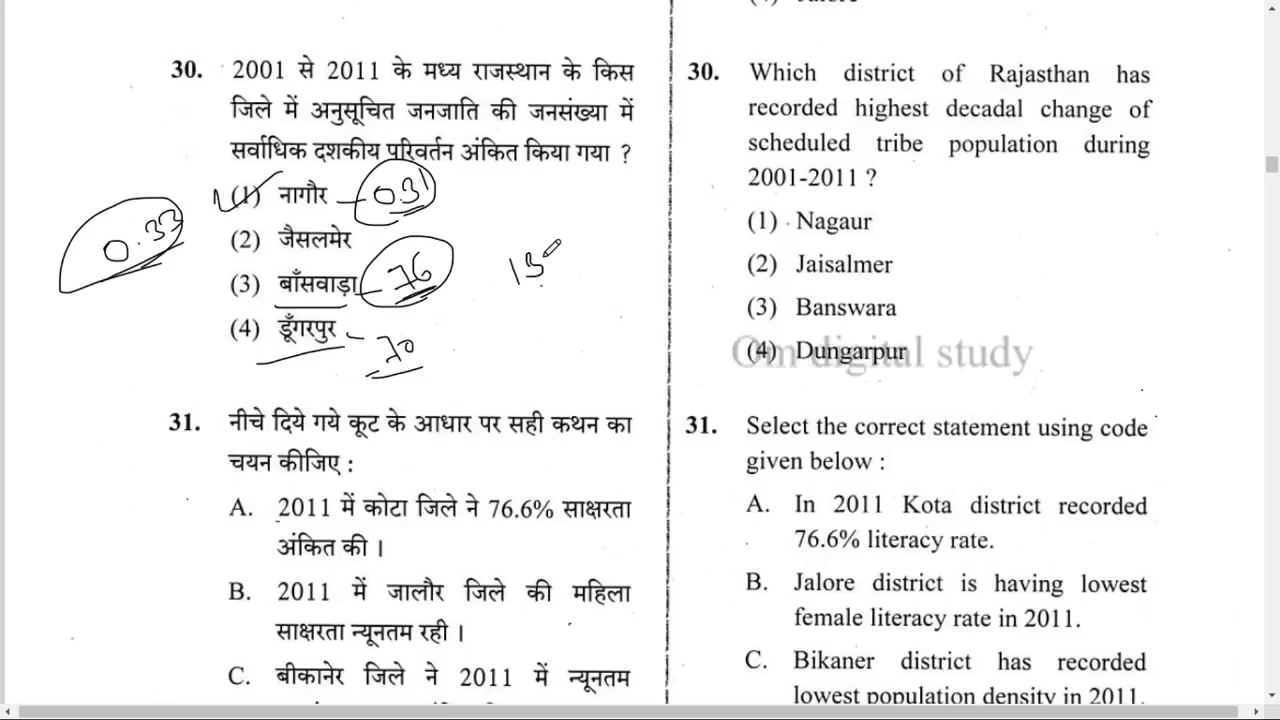 30. 2001 से 2011 के मध्य राजस्थान के किस
जिले में अनुसूचित जनजाति की जनसंख्या में
सर्वाधिक दशकीय परिवर्तन अंकित किया गया ?
(1) नागौर 0.31
(2) जैसलमेर
(3) बाँसवाड़ा 76
(4) डूँगरपुर 70
0.33
13
31. नीचे दिये गये कूट के आधार पर सही कथन का
चयन कीजिए :
A. 2011 में कोटा जिले ने 76.6% साक्षरता
अंकित की ।
B. 2011 में जालौर जिले की महिला
साक्षरता न्यूनतम रही ।
C. बीकानेर जिले ने 2011 में न्यूनतम
30. Which district of Rajasthan has
recorded highest decadal change of
scheduled tribe population during
2001-2011 ?
(1) Nagaur
(2) Jaisalmer
(3) Banswara
(4) Dungarpur
Om digital study
31. Select the correct statement using code
given below :
A. In 2011 Kota district recorded
76.6% literacy rate.
B. Jalore district is having lowest
female literacy rate in 2011.
C. Bikaner district has recorded
lowest population density in 2011.